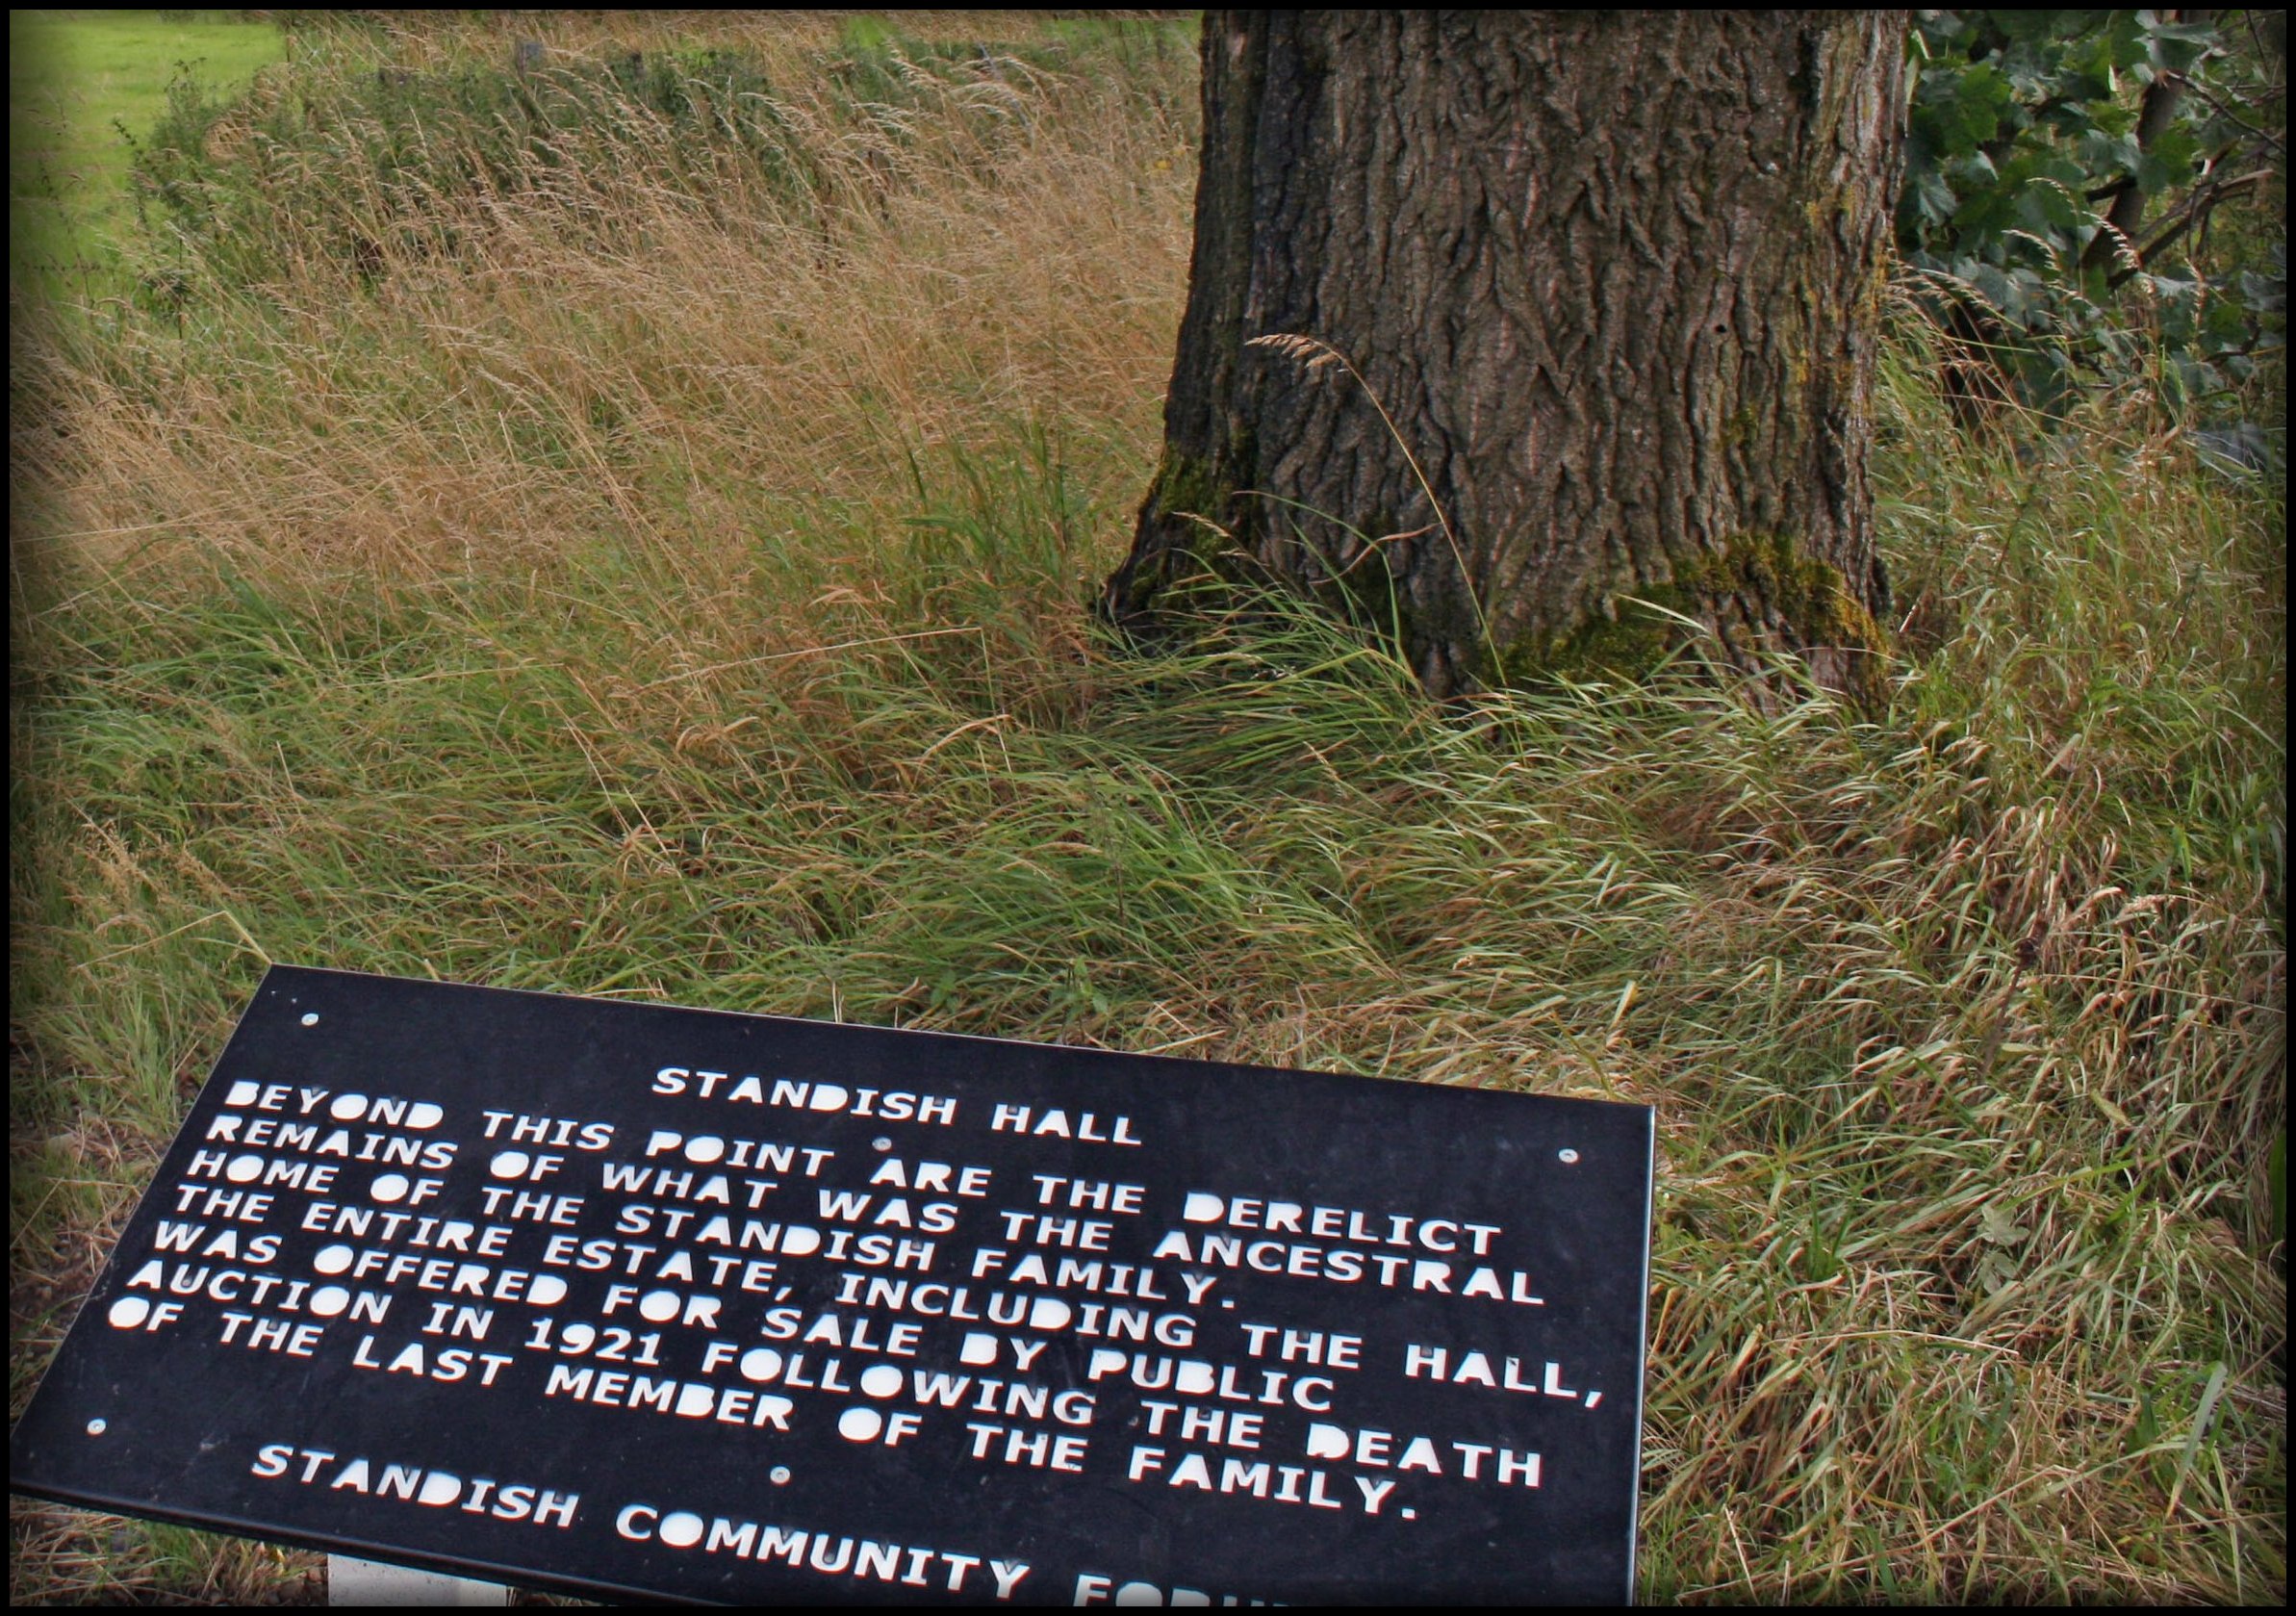 STANDISH HALL
BEYOND THIS POINT ARE THE DERELICT
REMAINS OF WHAT WAS THE ANCESTRAL
HOME OF THE STANDISH FAMILY.
THE ENTIRE ESTATE, INCLUDING THE HALL,
WAS OFFERED FOR SALE BY PUBLIC
AUCTION IN 1921 FOLLOWING THE DEATH
OF THE LAST MEMBER OF THE FAMILY.
STANDISH COMMUNITY FORUM